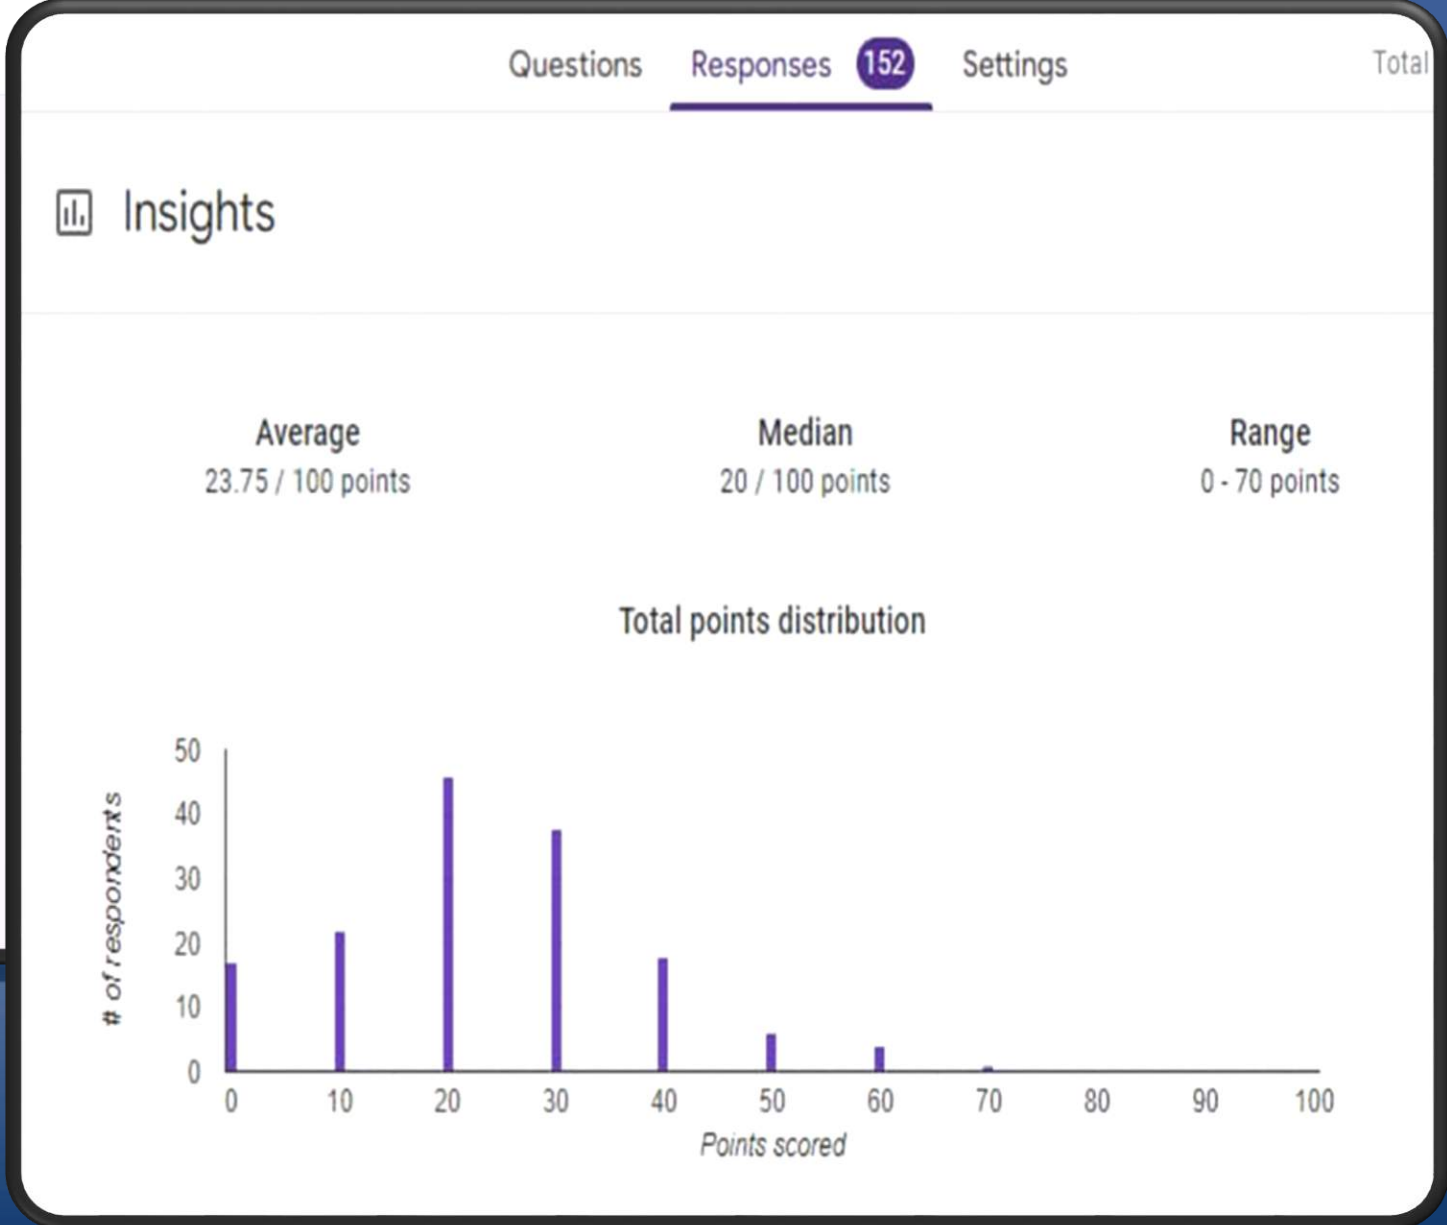 Questions Responses 152 Settings Total
Insights
Average Median Range
23.75 / 100 points 20 / 100 points 0 - 70 points
Total points distribution
# of respondents
50
40
30
20
10
0
0 10 20 30 40 50 60 70 80 90 100
Points scored